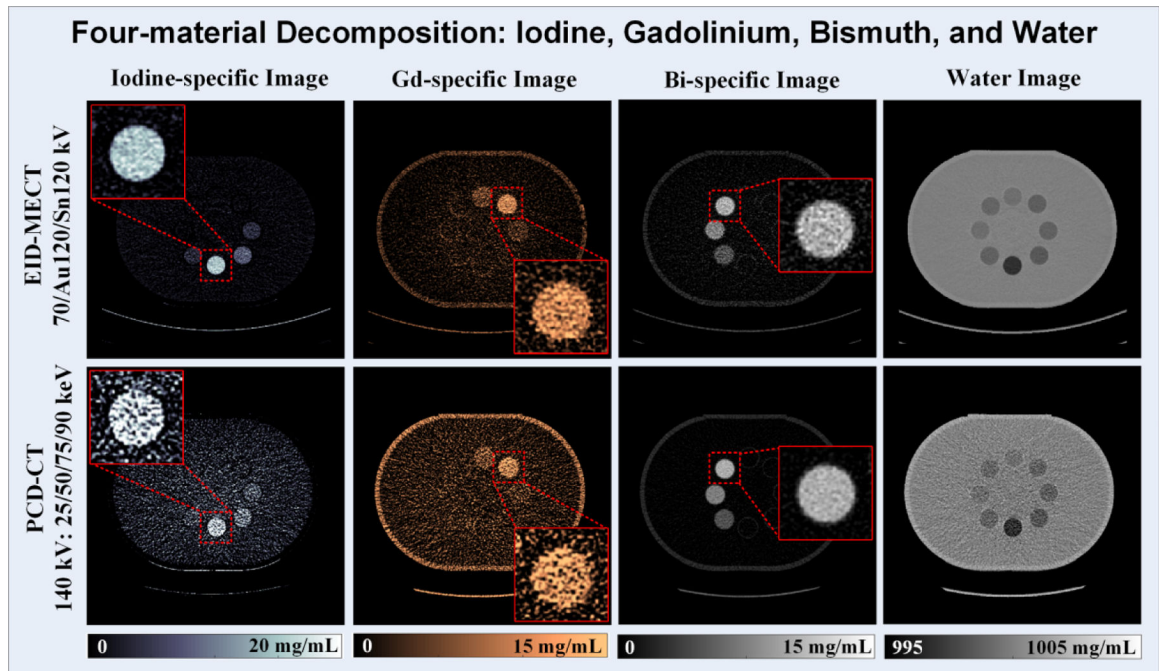 Four-material Decomposition: Iodine, Gadolinium, Bismuth, and Water
Iodine-specific Image
Gd-specific Image
Bi-specific Image
Water Image
EID-MECT
70/Au120/Sn120 kV
PCD-CT
140 kV: 25/50/75/90 keV
0
20 mg/mL
0
15 mg/mL
0
15 mg/mL
995
1005 mg/mL